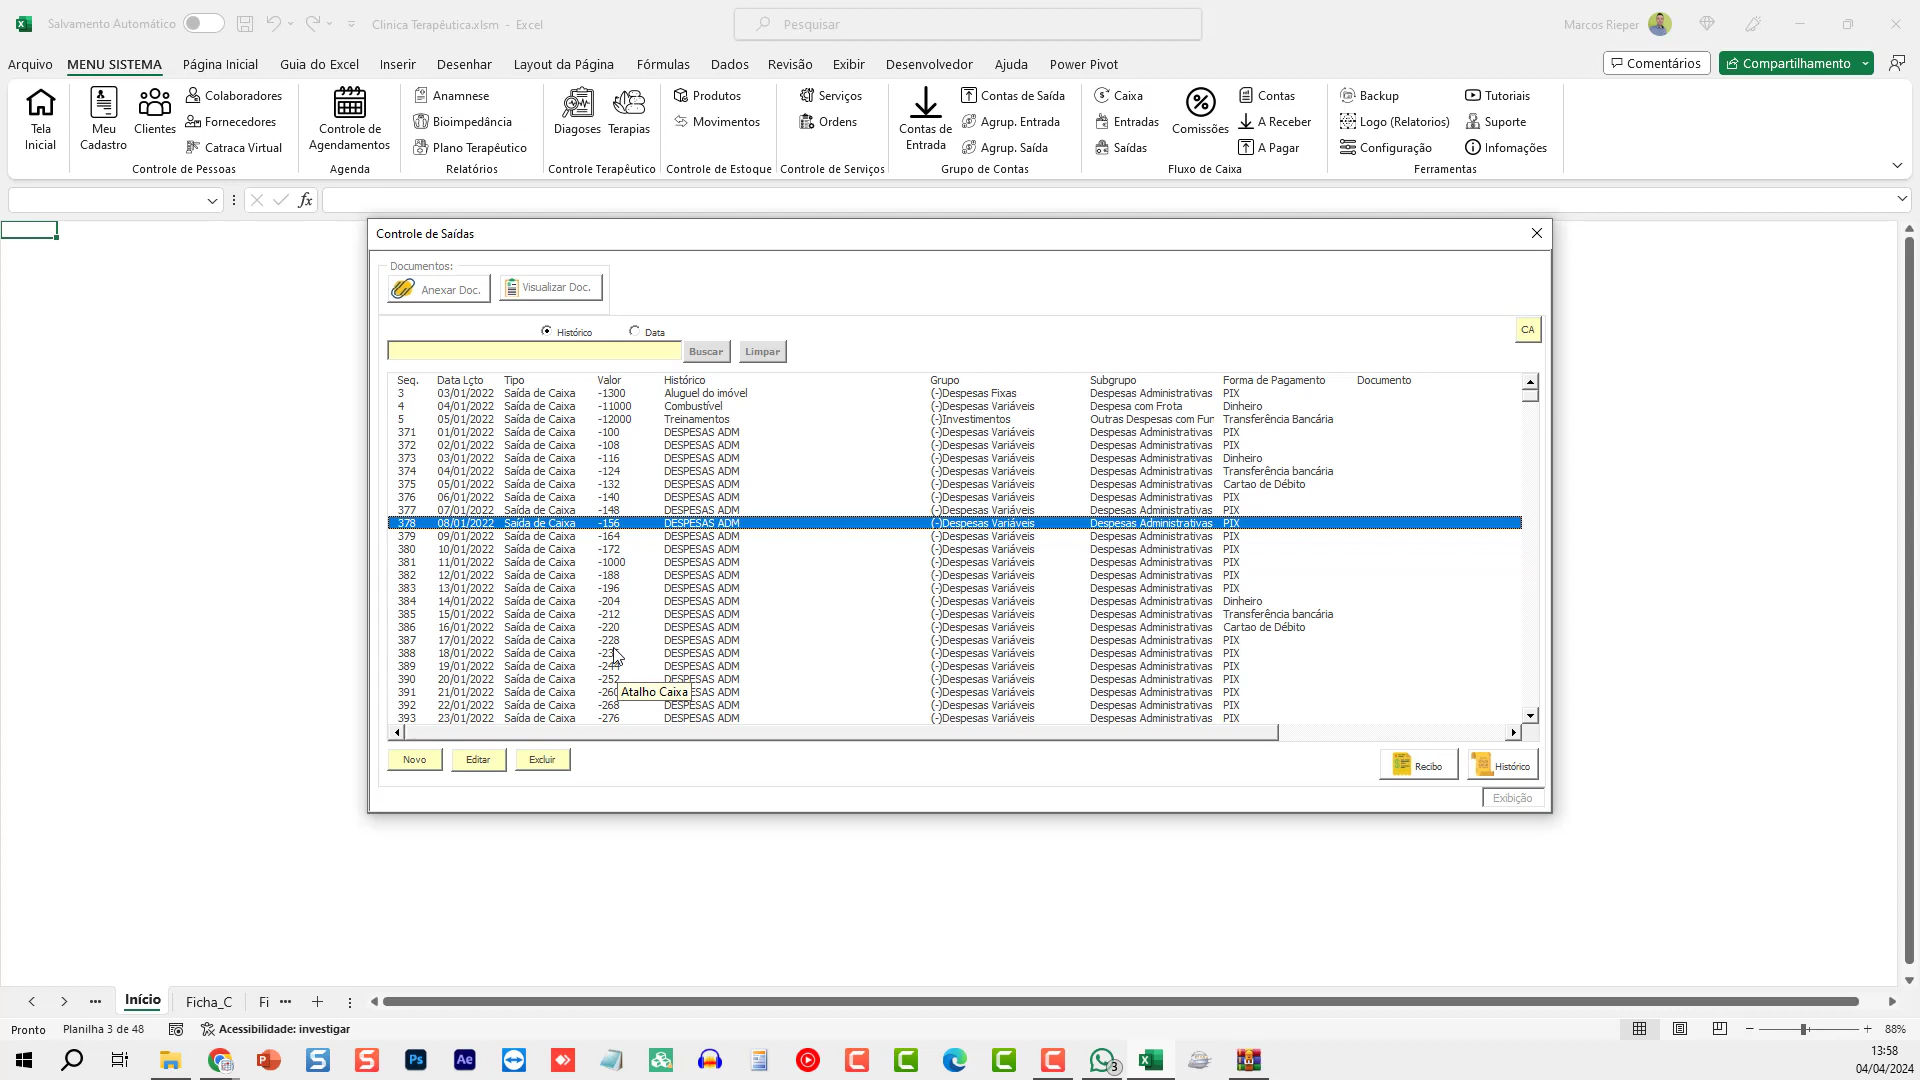 Salvamento Automático
Clinica Terapêutica.xlsm - Excel
Pesquisar
Marcos Rieper
Arquivo MENU SISTEMA Página Inicial Guia do Excel Inserir Desenhar Layout da Página Fórmulas Dados Revisão Exibir Desenvolvedor Ajuda Power Pivot
Comentários
Compartilhamento
Tela Inicial
Meu Cadastro
Clientes
Colaboradores
Fornecedores
Catraca Virtual
Controle de Pessoas
Controle de Agendamentos
Agenda
Anamnese
Bioimpedância
Plano Terapêutico
Relatórios
Diagoses
Terapias
Controle Terapêutico
Produtos
Movimentos
Controle de Estoque
Serviços
Ordens
Controle de Serviços
Contas de Entrada
Contas de Saída
Agrup. Entrada
Agrup. Saída
Grupo de Contas
Caixa
Entradas
Saídas
Comissões
Contas
A Receber
A Pagar
Fluxo de Caixa
Backup
Logo (Relatorios)
Configuração
Tutoriais
Suporte
Infomações
Ferramentas
fx
Controle de Saídas
Documentos:
Anexar Doc.
Visualizar Doc.
Histórico
Data
CA
Buscar
Limpar
Seq. Data Lçto Tipo Valor Histórico Grupo Subgrupo Forma de Pagamento Documento
3 03/01/2022 Saída de Caixa -1300 Aluguel do imóvel (-)Despesas Fixas Despesas Administrativas PIX
4 04/01/2022 Saída de Caixa -11000 Combustível (-)Despesas Variáveis Despesa com Frota Dinheiro
5 05/01/2022 Saída de Caixa -12000 Treinamentos (-)Investimentos Outras Despesas com Fur Transferência Bancária
371 01/01/2022 Saída de Caixa -100 DESPESAS ADM (-)Despesas Variáveis Despesas Administrativas PIX
372 02/01/2022 Saída de Caixa -108 DESPESAS ADM (-)Despesas Variáveis Despesas Administrativas PIX
373 03/01/2022 Saída de Caixa -116 DESPESAS ADM (-)Despesas Variáveis Despesas Administrativas Dinheiro
374 04/01/2022 Saída de Caixa -124 DESPESAS ADM (-)Despesas Variáveis Despesas Administrativas Transferência bancária
375 05/01/2022 Saída de Caixa -132 DESPESAS ADM (-)Despesas Variáveis Despesas Administrativas Cartao de Débito
376 06/01/2022 Saída de Caixa -140 DESPESAS ADM (-)Despesas Variáveis Despesas Administrativas PIX
377 07/01/2022 Saída de Caixa -148 DESPESAS ADM (-)Despesas Variáveis Despesas Administrativas PIX
378 08/01/2022 Saída de Caixa -156 DESPESAS ADM (-)Despesas Variáveis Despesas Administrativas PIX
379 09/01/2022 Saída de Caixa -164 DESPESAS ADM (-)Despesas Variáveis Despesas Administrativas PIX
380 10/01/2022 Saída de Caixa -172 DESPESAS ADM (-)Despesas Variáveis Despesas Administrativas PIX
381 11/01/2022 Saída de Caixa -1000 DESPESAS ADM (-)Despesas Variáveis Despesas Administrativas PIX
382 12/01/2022 Saída de Caixa -188 DESPESAS ADM (-)Despesas Variáveis Despesas Administrativas PIX
383 13/01/2022 Saída de Caixa -196 DESPESAS ADM (-)Despesas Variáveis Despesas Administrativas PIX
384 14/01/2022 Saída de Caixa -204 DESPESAS ADM (-)Despesas Variáveis Despesas Administrativas Dinheiro
385 15/01/2022 Saída de Caixa -212 DESPESAS ADM (-)Despesas Variáveis Despesas Administrativas Transferência bancária
386 16/01/2022 Saída de Caixa -220 DESPESAS ADM (-)Despesas Variáveis Despesas Administrativas Cartao de Débito
387 17/01/2022 Saída de Caixa -228 DESPESAS ADM (-)Despesas Variáveis Despesas Administrativas PIX
388 18/01/2022 Saída de Caixa DESPESAS ADM (-)Despesas Variáveis Despesas Administrativas PIX
389 19/01/2022 Saída de Caixa -244 DESPESAS ADM (-)Despesas Variáveis Despesas Administrativas PIX
390 20/01/2022 Saída de Caixa -252 DESPESAS ADM (-)Despesas Variáveis Despesas Administrativas PIX
391 21/01/2022 Saída de Caixa -260 ESAS ADM (-)Despesas Variáveis Despesas Administrativas PIX
Atalho Caixa
392 22/01/2022 Saída de Caixa -268 DESPESAS ADM (-)Despesas Variáveis Despesas Administrativas PIX
393 23/01/2022 Saída de Caixa -276 DESPESAS ADM (-)Despesas Variáveis Despesas Administrativas PIX
Novo
Editar
Excluir
Recibo
Histórico
Exibição
Início Ficha_C Fi
Pronto Planilha 3 de 48 Acessibilidade: investigar
88%
Ps
Ae
3
13:58
04/04/2024